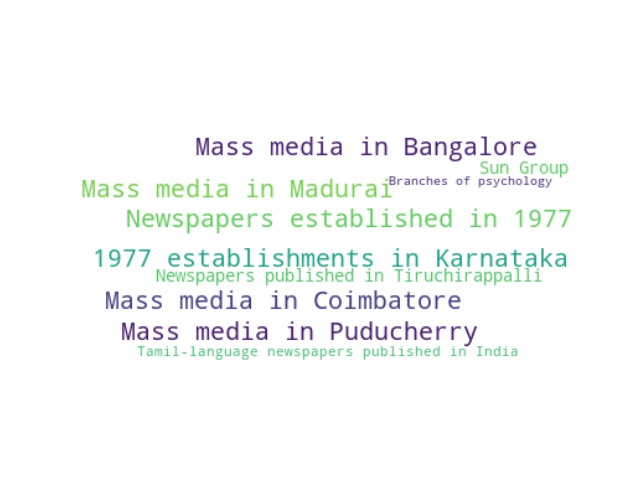 Mass media in Bangalore
Sun Group
Branches of psychology
Mass media in Madurai
Newspapers established in 1977
1977 establishments in Karnataka
Newspapers published in Tiruchirappalli
Mass media in Coimbatore
Mass media in Puducherry
Tamil-language newspapers published in India